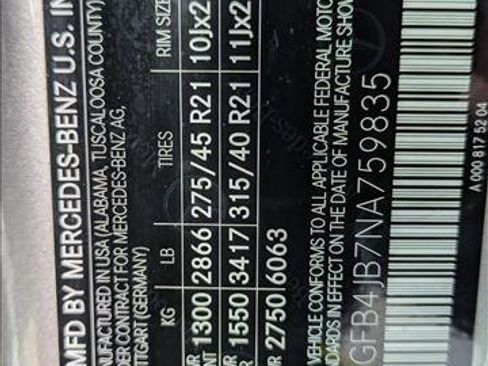 MFD BY MERCEDES-BENZ U.S. IN
NUFACTURED IN USA (ALABAMA, TUSCALOOSA COUNTY)
DER CONTRACT FOR MERCEDES-BENZ AG,
TTGART (GERMANY)
KG LB TIRES RIM SIZE
1300 2866 275/45 R21 10Jx2
NT 1550 3417 315/40 R21 11Jx2
R 2750 6063
VEHICLE CONFORMS TO ALL APPLICABLE FEDERAL MOTO
NDARDS IN EFFECT ON THE DATE OF MANUFACTURE SHOW
GFB4JB7NA759835
A 000 817 52 04